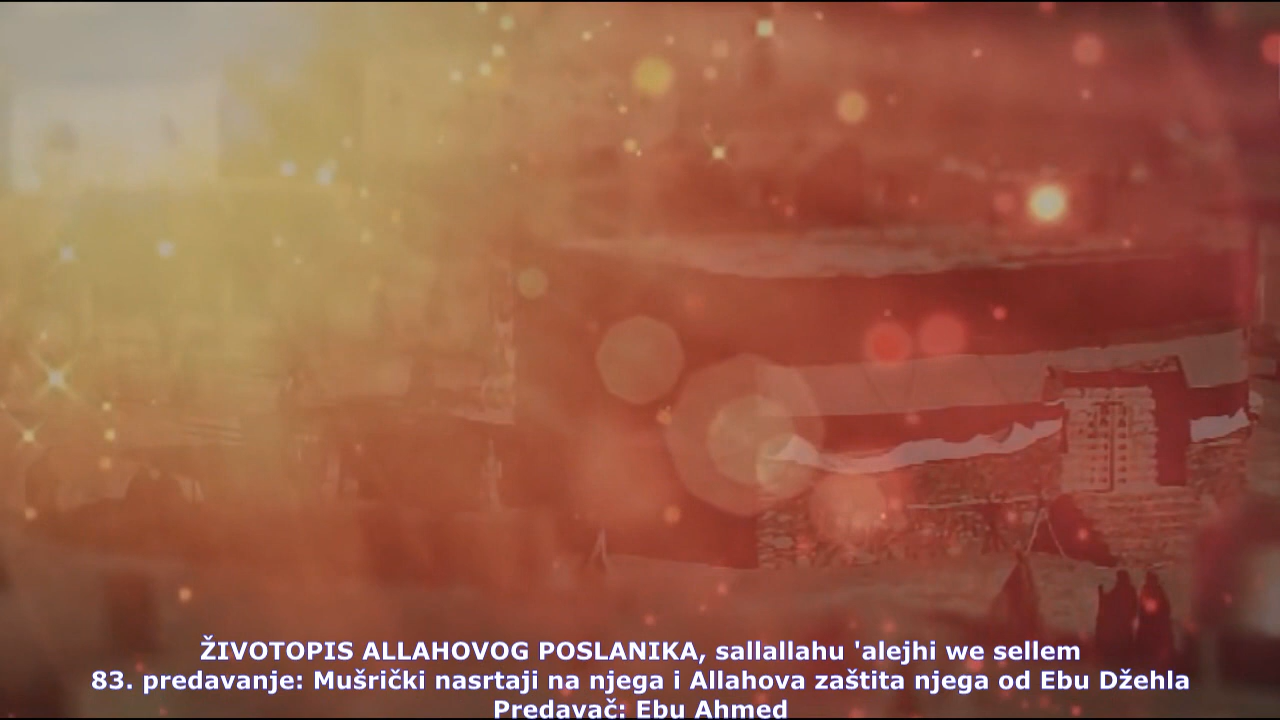 ŽIVOTOPIS ALLAHOVOG POSLANIKA, sallallahu 'alejhi we sellem
83. predavanje: Mušrički nasrtaji na njega i Allahova zaštita njega od Ebu Džehla
Predavač: Ebu Ahmed